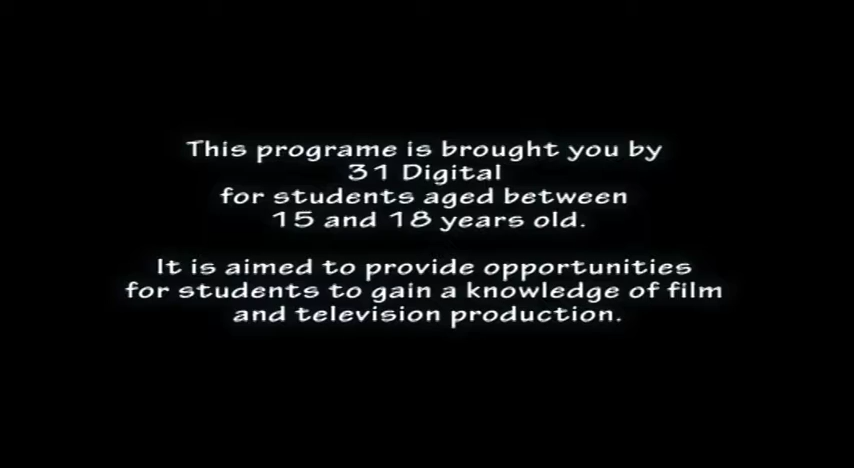 This programe is brought you by
31 Digital
for students aged between
15 and 18 years old.
It is aimed to provide opportunities
for students to gain a knowledge of film
and television production.